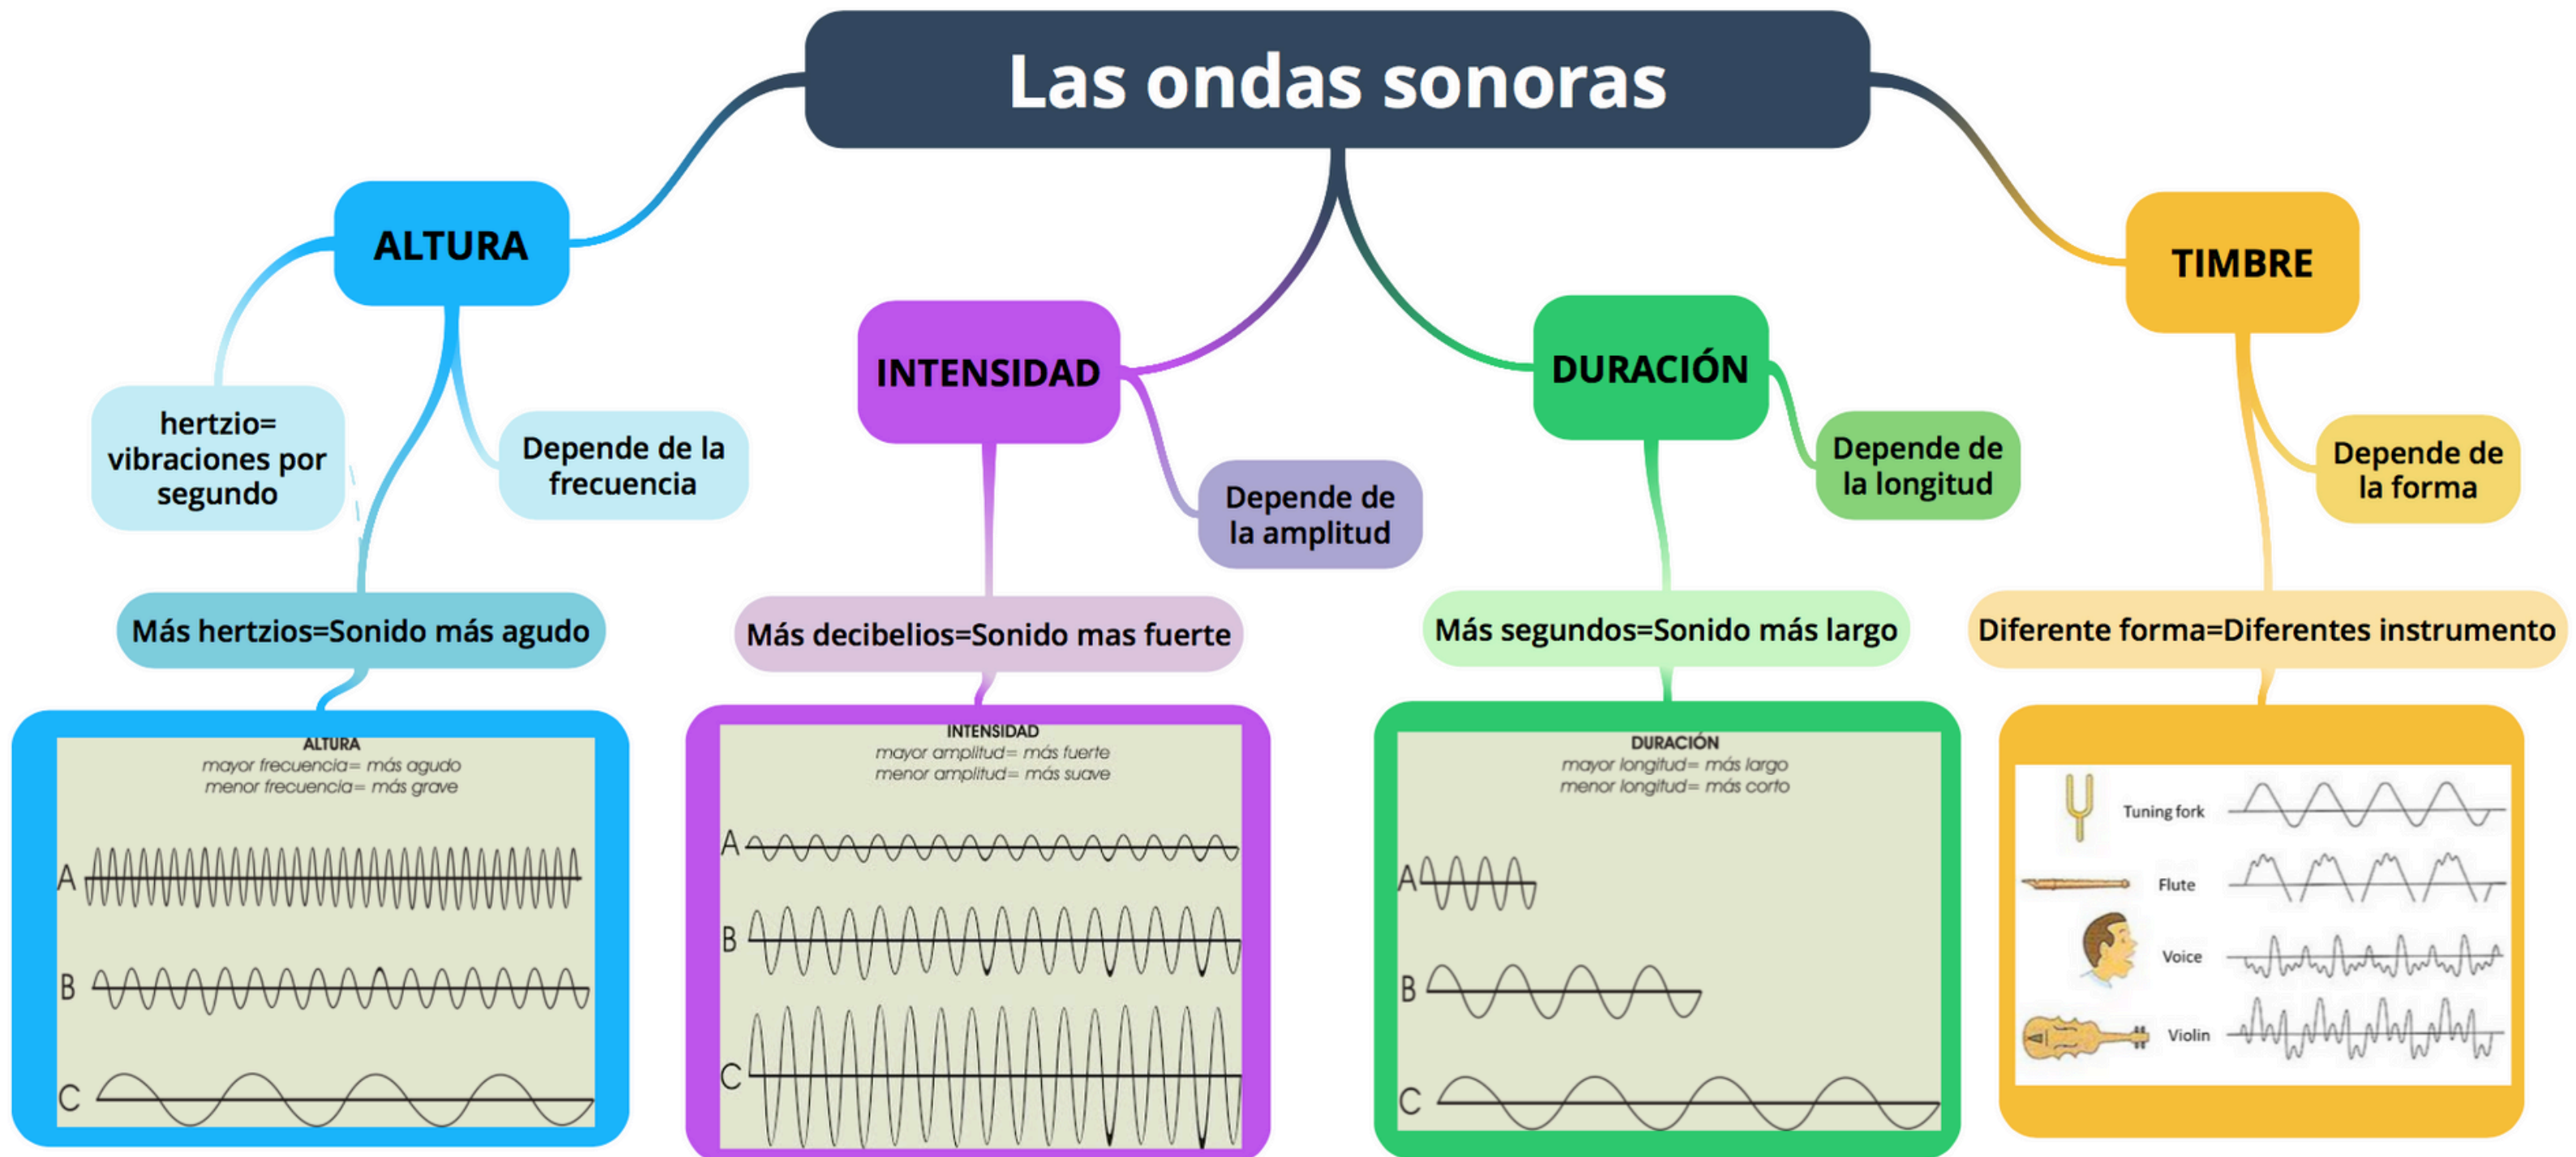 Las ondas sonoras
ALTURA
hertzio=
vibraciones por
segundo
Depende de la
frecuencia
Más hertzios=Sonido más agudo
ALTURA
mayor frecuencia= más agudo
menor frecuencia= más grave
A
B
C
INTENSIDAD
Depende de
la amplitud
Más decibelios=Sonido mas fuerte
INTENSIDAD
mayor amplitud= más fuerte
menor amplitud= más suave
A
B
C
DURACIÓN
Depende de
la longitud
Más segundos=Sonido más largo
DURACIÓN
mayor longitud= más largo
menor longitud= más corto
A
B
C
TIMBRE
Depende de
la forma
Diferente forma=Diferentes instrumento
Tuning fork
Flute
Voice
Violin